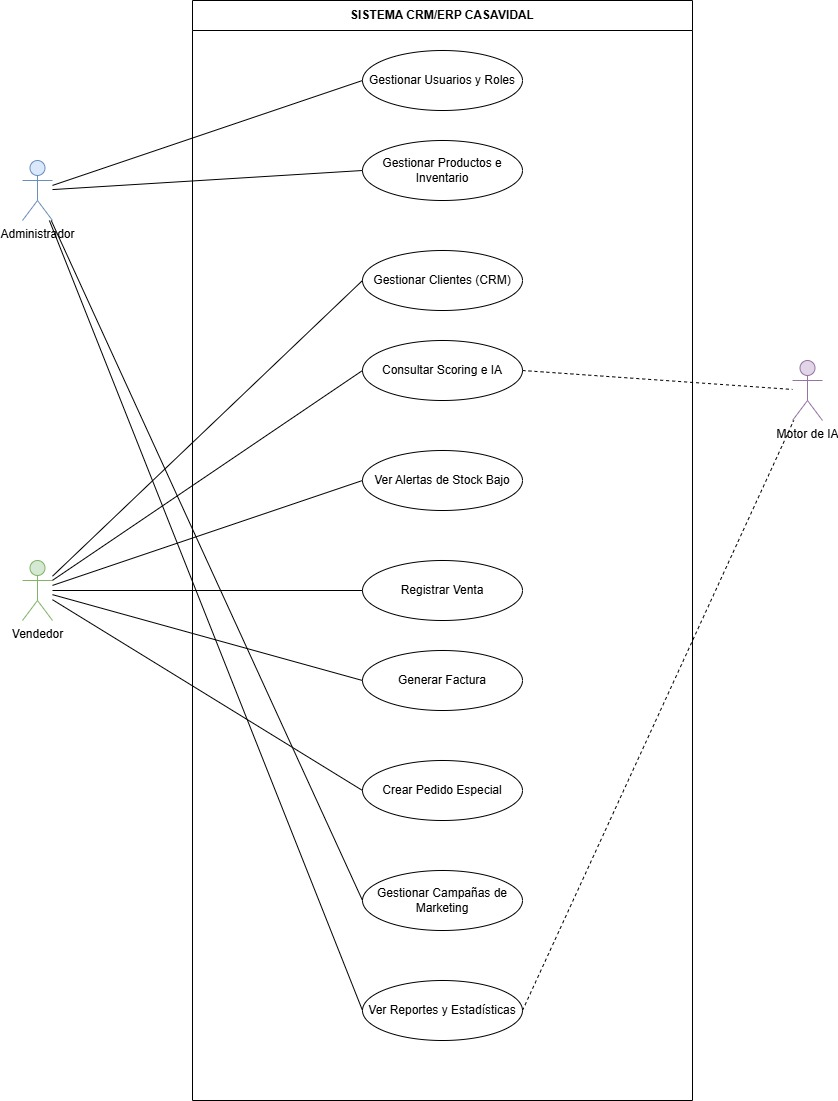 SISTEMA CRM/ERP CASAVIDAL
Gestionar Usuarios y Roles
Gestionar Productos e
Inventario
Administrador
Gestionar Clientes (CRM)
Consultar Scoring e IA
Motor de IA
Ver Alertas de Stock Bajo
Registrar Venta
Vendedor
Generar Factura
Crear Pedido Especial
Gestionar Campañas de
Marketing
Ver Reportes y Estadísticas